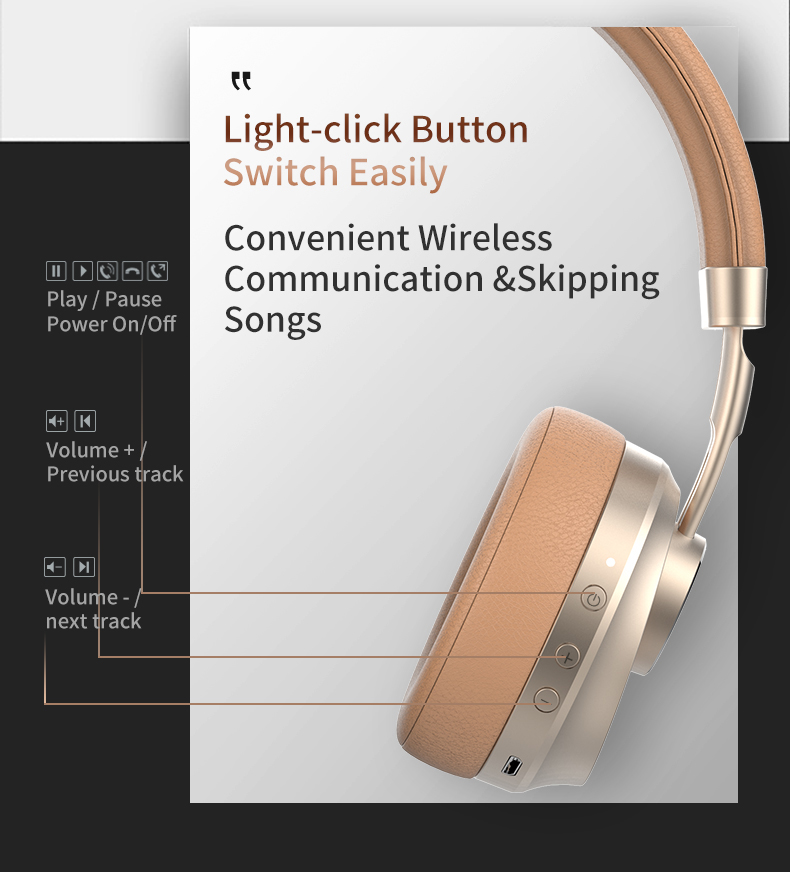 "
Light-click Button
Switch Easily
Convenient Wireless
Communication &Skipping
Songs
Play / Pause
Power On/Off
Volume + /
Previous track
Volume - /
next track